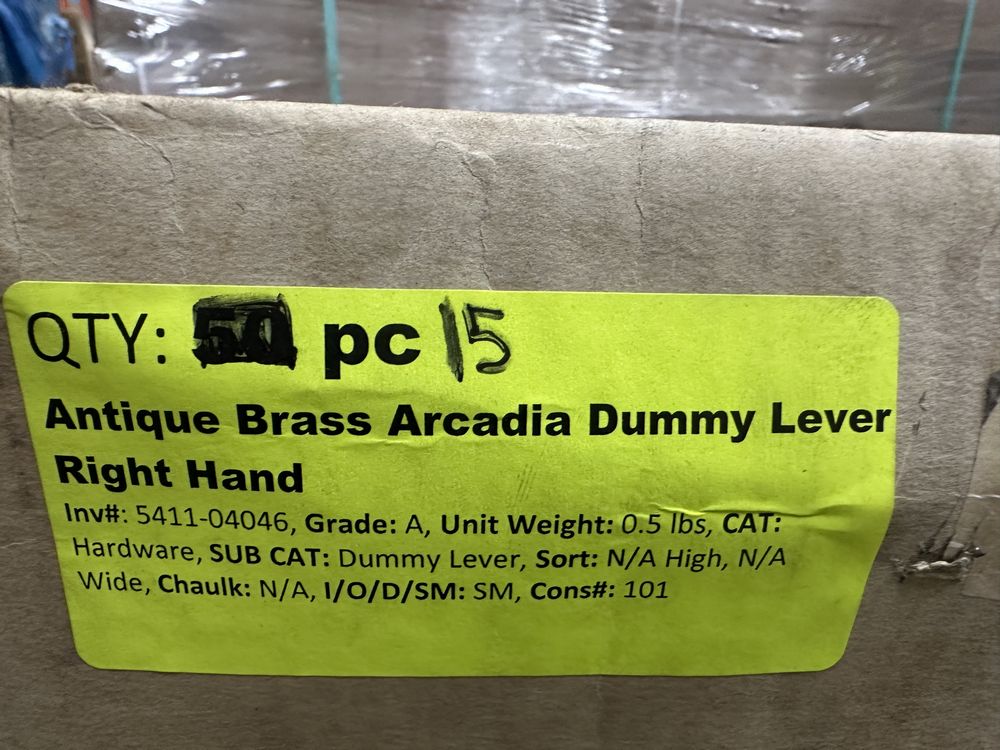 QTY: 50 pc 15
Antique Brass Arcadia Dummy Lever
Right Hand
Inv#: 5411-04046, Grade: A, Unit Weight: 0.5 lbs, CAT:
Hardware, SUB CAT: Dummy Lever, Sort: N/A High, N/A
Wide, Chaulk: N/A, I/O/D/SM: SM, Cons#: 101